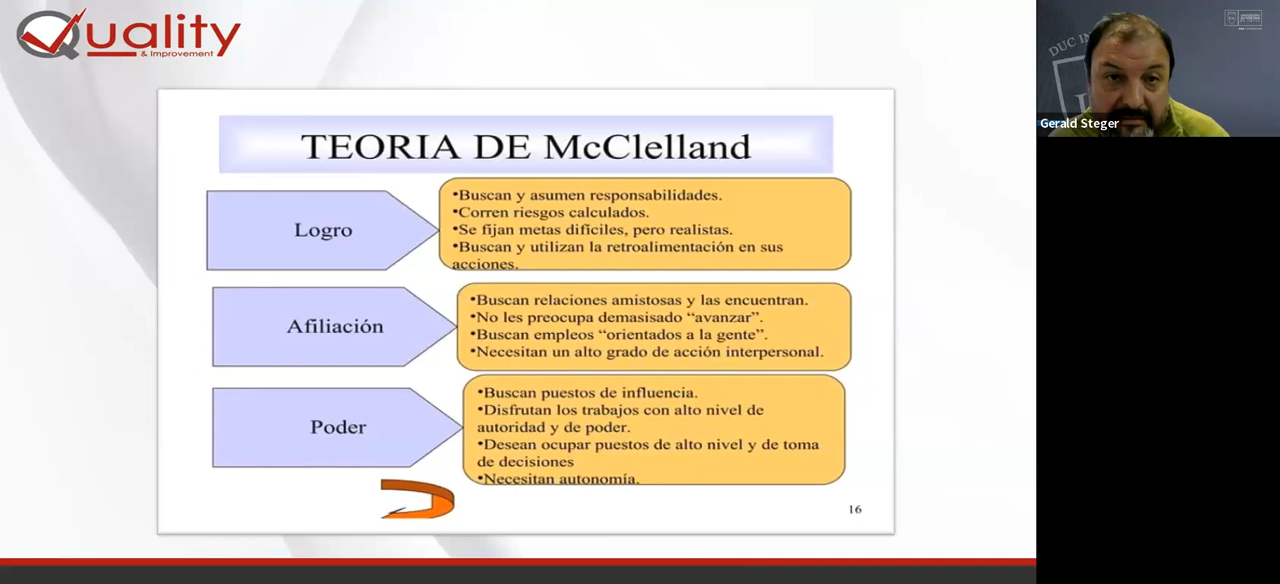 Quality
& Improvement
TEORIA DE McClelland
Logro
•Buscan y asumen responsabilidades.
•Corren riesgos calculados.
•Se fijan metas dificiles, pero realistas.
•Buscan y utilizan la retroalimentación en sus
acciones.
Afiliación
•Buscan relaciones amistosas y las encuentran.
•No les preocupa demasisado “avanzar”.
•Buscan empleos “orientados a la gente”.
•Necesitan un alto grado de acción interpersonal.
Poder
•Buscan puestos de influencia.
•Disfrutan los trabajos con alto nivel de
autoridad y de poder.
•Desean ocupar puestos de alto nivel y de toma
de decisiones
•Necesitan autonomía.
16
DUC IN
Gerald Steger